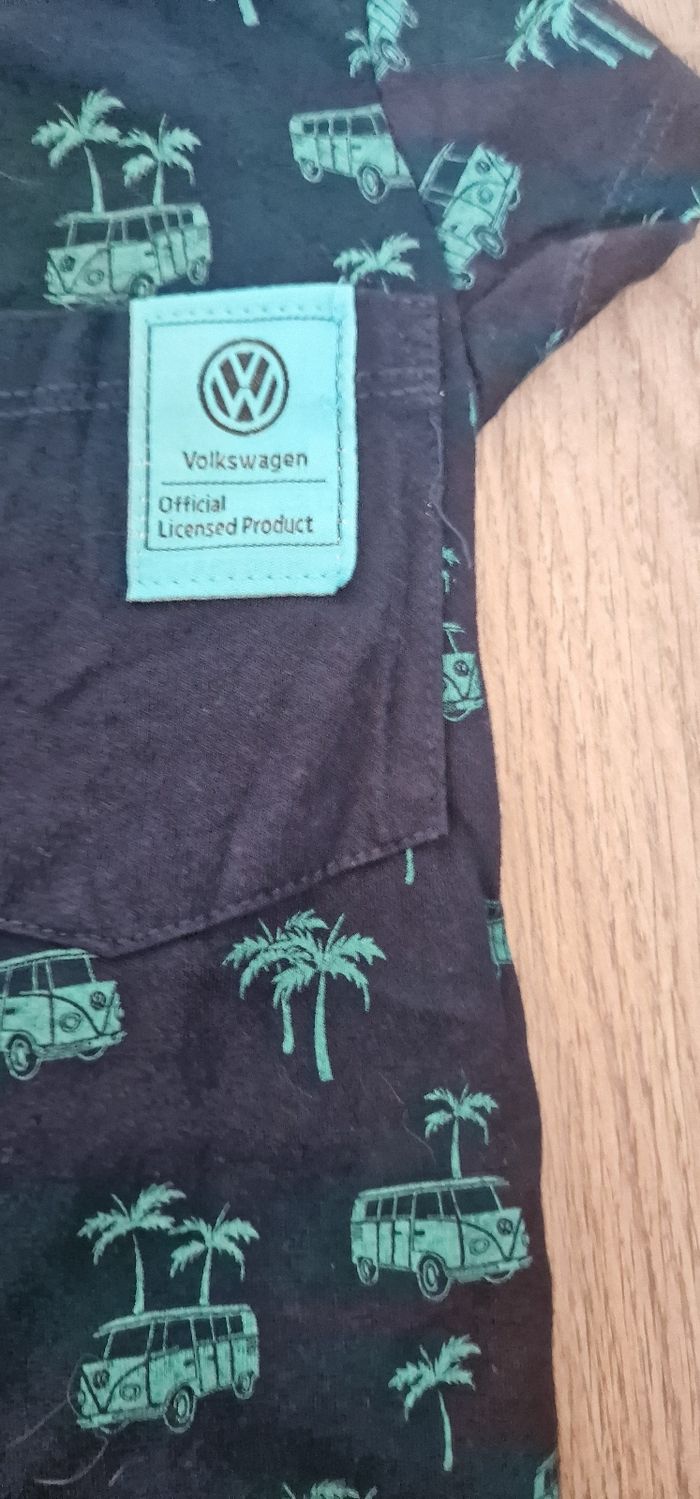 Volkswagen
Official
Licensed Product